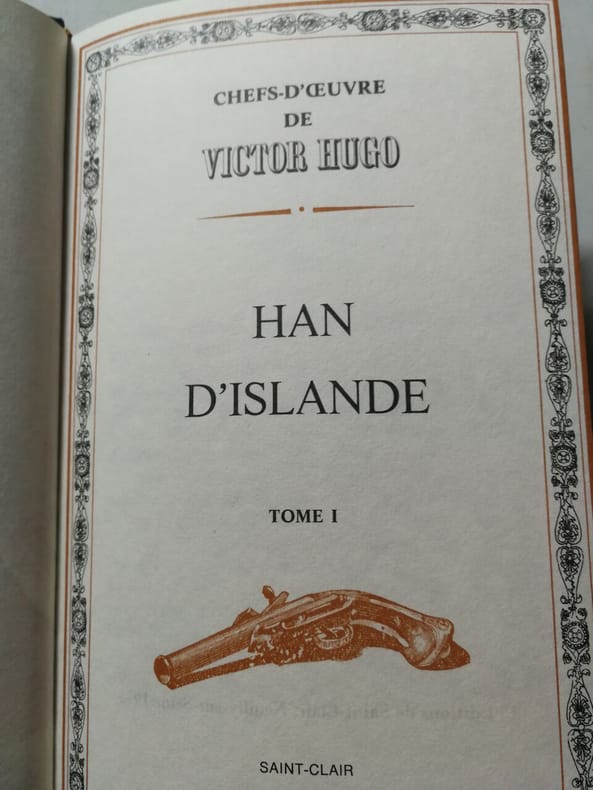 CHEFS-D'ŒUVRE
DE
VICTOR HUGO
HAN
D'ISLANDE
TOME I
SAINT-CLAIR